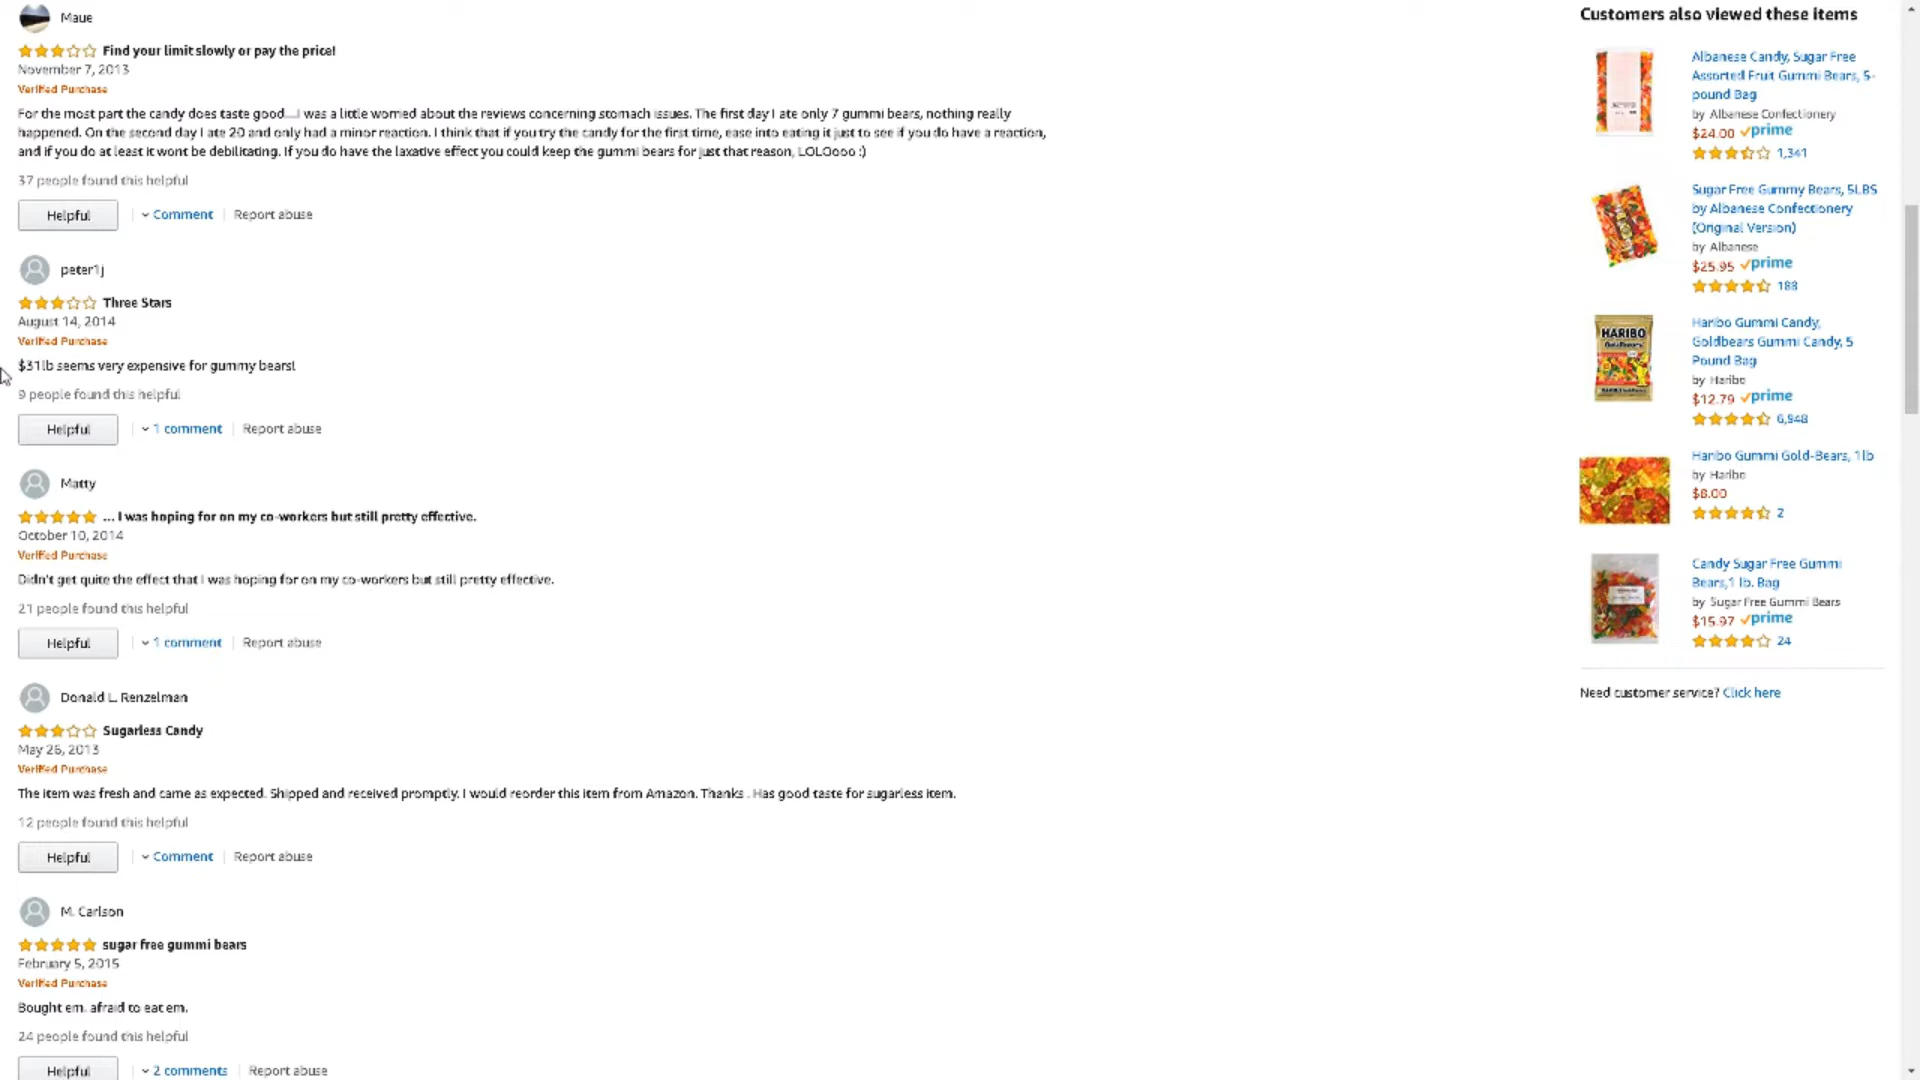 Maue
Find your limit slowly or pay the price!
November 7, 2013
Verified Purchase
For the most part the candy does taste good....I was a little worried about the reviews concerning stomach issues. The first day I ate only 7 gummi bears, nothing really
happened. On the second day I ate 20 and only had a minor reaction. I think that if you try the candy for the first time, ease into eating it just to see if you do have a reaction,
and if you do at least it wont be debilitating. If you do have the laxative effect you could keep the gummi bears for just that reason, LOLOooo :)
37 people found this helpful
Helpful
Comment
Report abuse
peter1j
Three Stars
August 14, 2014
Verified Purchase
$31lb seems very expensive for gummy bears!
9 people found this helpful
Helpful
1 comment
Report abuse
Matty
... I was hoping for on my co-workers but still pretty effective.
October 10, 2014
Verified Purchase
Didn't get quite the effect that I was hoping for on my co-workers but still pretty effective.
21 people found this helpful
Helpful
1 comment
Report abuse
Donald L. Renzelman
Sugarless Candy
May 26, 2013
Verified Purchase
The item was fresh and came as expected. Shipped and received promptly. I would reorder this item from Amazon. Thanks . Has good taste for sugarless item.
12 people found this helpful
Helpful
Comment
Report abuse
M. Carlson
sugar free gummi bears
February 5, 2015
Verified Purchase
Bought em. afraid to eat em.
24 people found this helpful
Helpful
2 comments
Report abuse
Customers also viewed these items
Albanese Candy, Sugar Free
Assorted Fruit Gummi Bears, 5-
pound Bag
by Albanese Confectionery
$24.00 prime
1,341
Sugar Free Gummy Bears, 5LBS
by Albanese Confectionery
(Original Version)
by Albanese
$25.95 prime
188
HARIBO
Haribo Gummi Candy,
Goldbears Gummi Candy, 5
Pound Bag
by Haribo
$12.79 prime
6,948
Haribo Gummi Gold-Bears, 1lb
by Haribo
$8.00
2
Candy Sugar Free Gummi
Bears,1 lb. Bag
by Sugar Free Gummi Bears
$15.97 prime
24
Need customer service? Click here